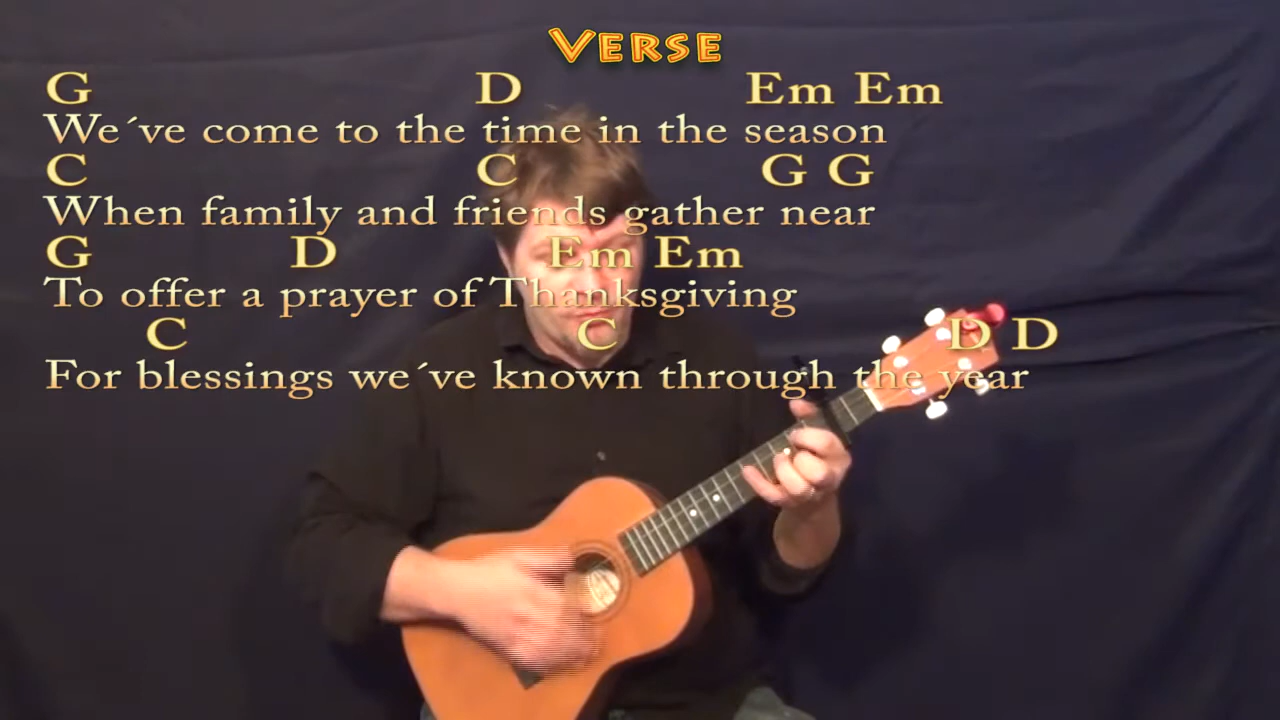 VERSE
G D Em Em
We´ve come to the time in the season
C C G G
When family and friends gather near
G D Em Em
To offer a prayer of Thanksgiving
C C D D
For blessings we´ve known through the year